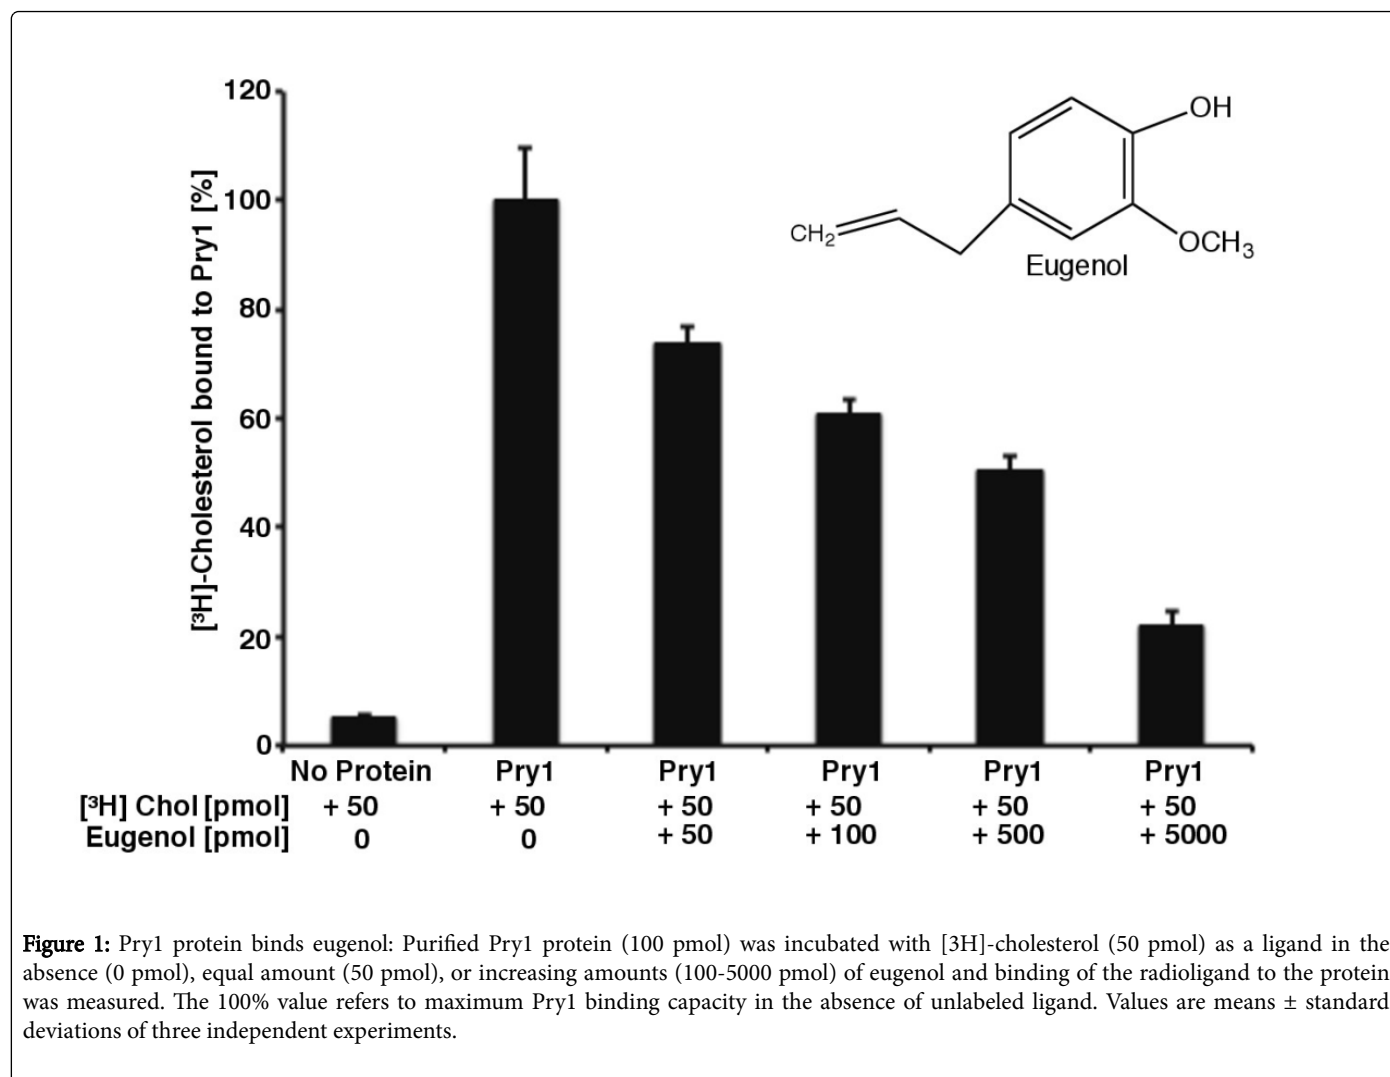 120
100
80
60
40
20
0
[³H]-Cholesterol bound to Pry1 [%]
OH
CH₂
OCH₃
Eugenol
No Protein Pry1 Pry1 Pry1 Pry1 Pry1
[³H] Chol [pmol] + 50 + 50 + 50 + 50 + 50 + 50
Eugenol [pmol] 0 0 + 50 + 100 + 500 + 5000
Figure 1: Pry1 protein binds eugenol: Purified Pry1 protein (100 pmol) was incubated with [3H]-cholesterol (50 pmol) as a ligand in the
absence (0 pmol), equal amount (50 pmol), or increasing amounts (100-5000 pmol) of eugenol and binding of the radioligand to the protein
was measured. The 100% value refers to maximum Pry1 binding capacity in the absence of unlabeled ligand. Values are means ± standard
deviations of three independent experiments.